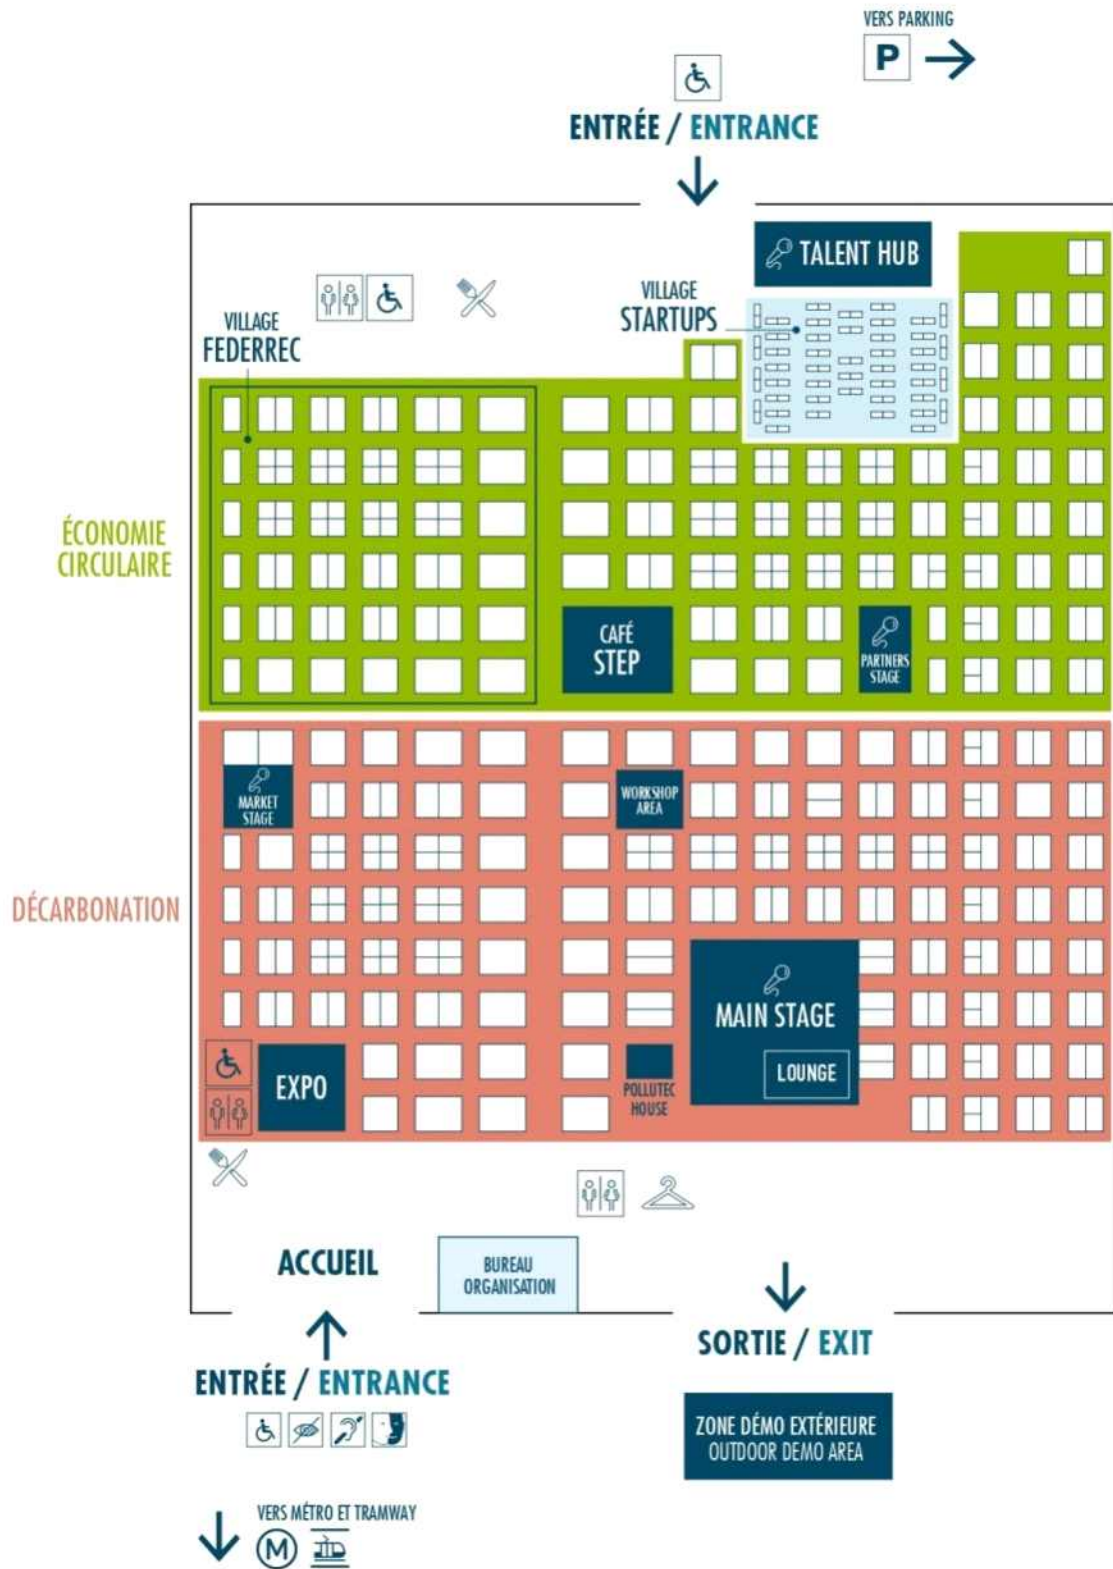 VERS PARKING
P
ENTRÉE / ENTRANCE
TALENT HUB
VILLAGE
STARTUPS
VILLAGE
FEDERREC
ÉCONOMIE
CIRCULAIRE
CAFÉ
STEP
PARTNERS
STAGE
MARKET
STAGE
WORKSHOP
AREA
DÉCARBONATION
MAIN STAGE
LOUNGE
EXPO
POLLUTEC
HOUSE
ACCUEIL
BUREAU
ORGANISATION
ENTRÉE / ENTRANCE
SORTIE / EXIT
ZONE DÉMO EXTÉRIEURE
OUTDOOR DEMO AREA
VERS MÉTRO ET TRAMWAY
M